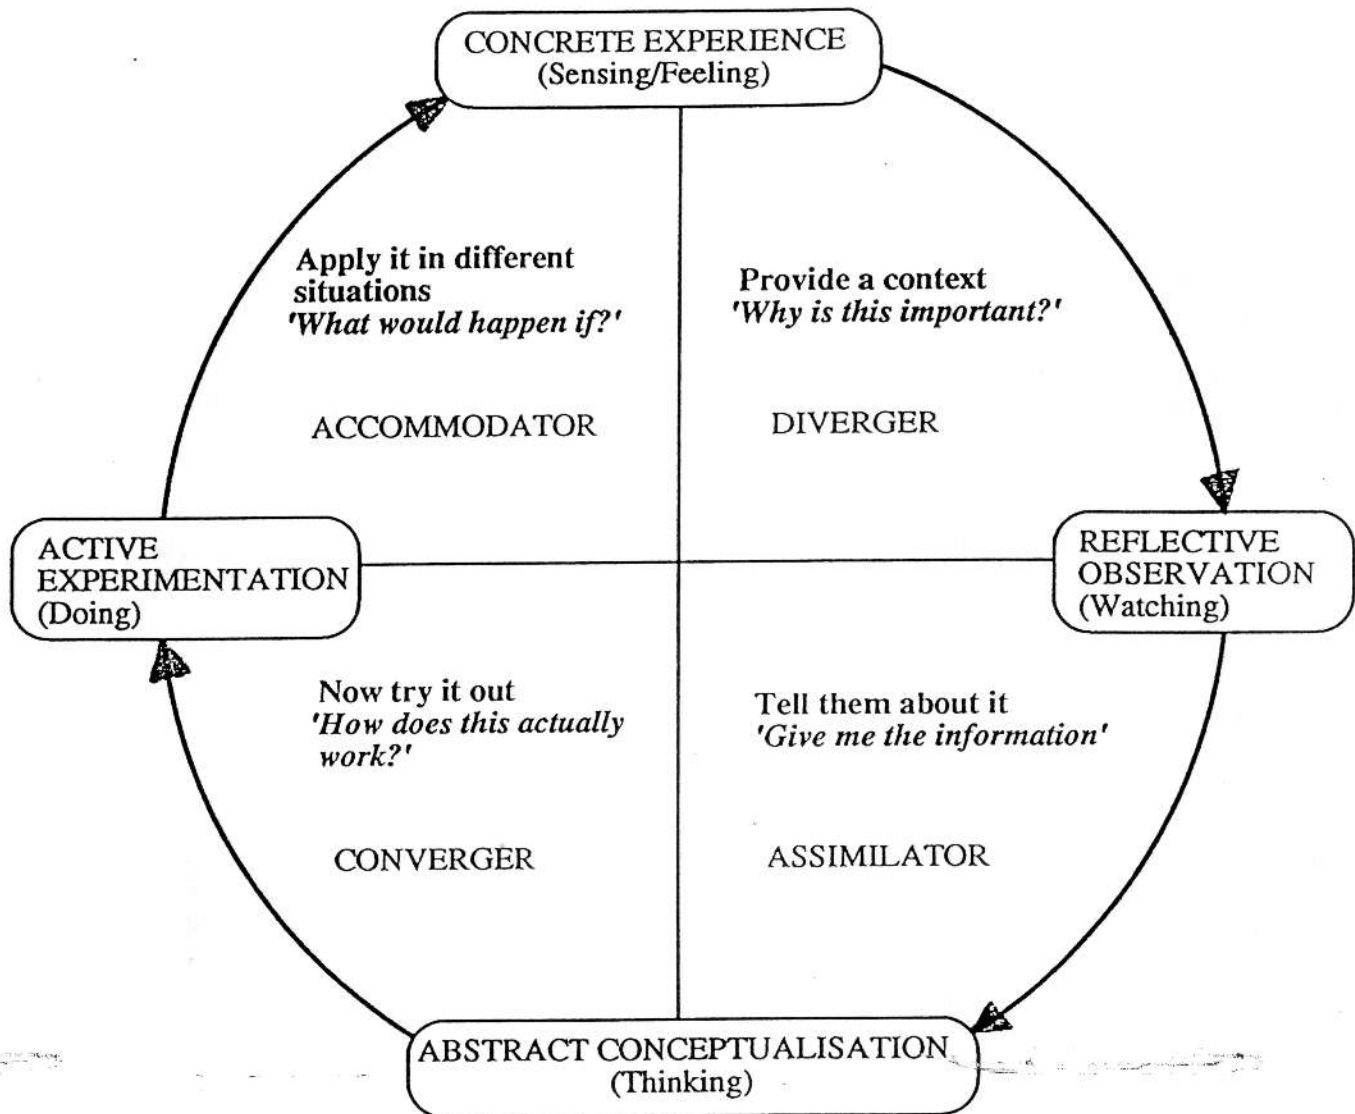 CONCRETE EXPERIENCE
(Sensing/Feeling)
Apply it in different
situations
'What would happen if?'
ACCOMMODATOR
Provide a context
'Why is this important?'
DIVERGER
ACTIVE
EXPERIMENTATION
(Doing)
REFLECTIVE
OBSERVATION
(Watching)
Now try it out
'How does this actually
work?'
CONVERGER
Tell them about it
'Give me the information'
ASSIMILATOR
ABSTRACT CONCEPTUALISATION
(Thinking)